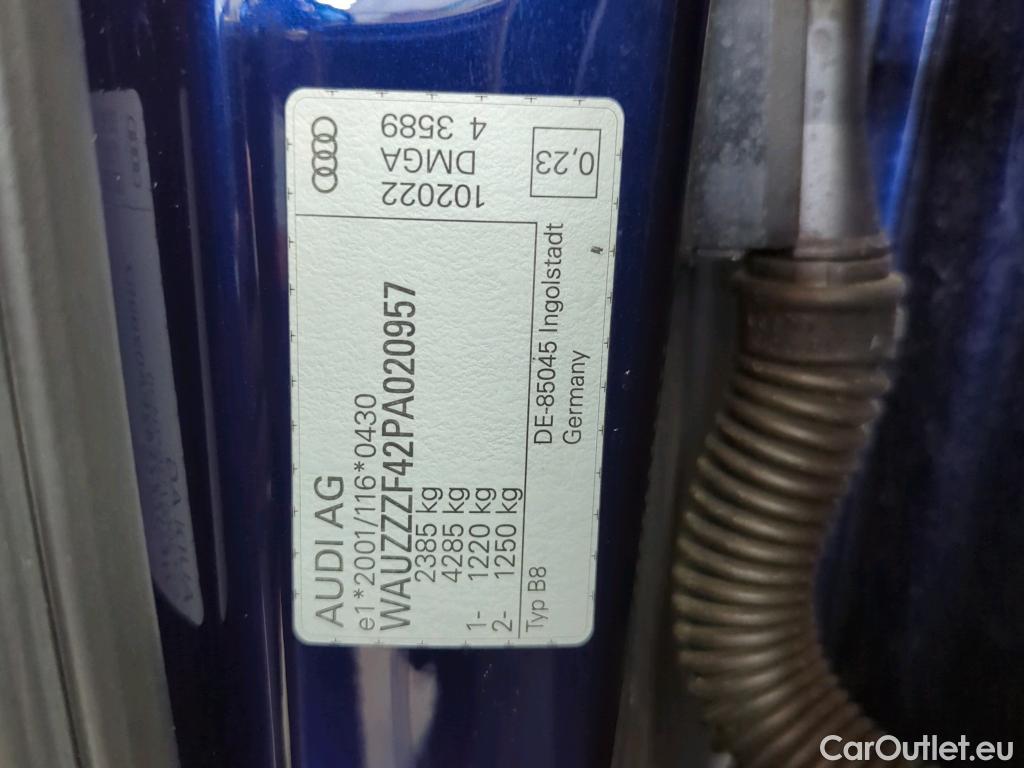 AUDI AG
e1*2001/116*0430
WAUZZZF42PA020957
2385 kg
4285 kg
1- 1220 kg
2- 1250 kg
Typ B8
DE-85045 Ingolstadt
Germany
102022
DMGA
4 3589
0,23
CarOutlet.eu